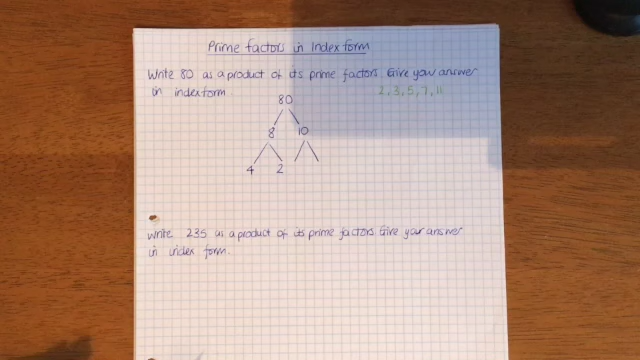 Prime factors in Index form
Write 80 as a product of its prime factors. Give your answer
in index form.
2, 3, 5, 7, 11
80
8 10
4 2
Write 235 as a product of its prime factors. Give your answer
in index form.